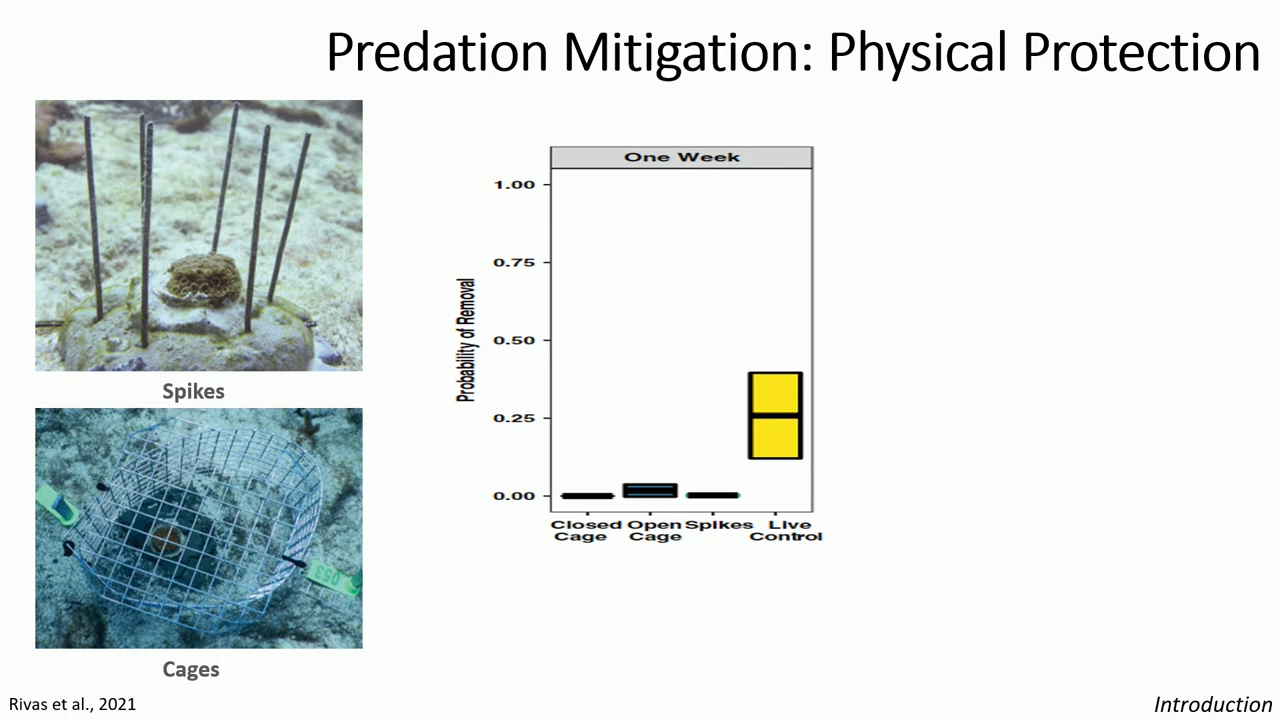 Predation Mitigation: Physical Protection
Spikes
Cages
One Week
Probability of Removal
1.00
0.75
0.50
0.25
0.00
Closed Cage
Open Cage
Spikes
Live Control
Rivas et al., 2021
Introduction